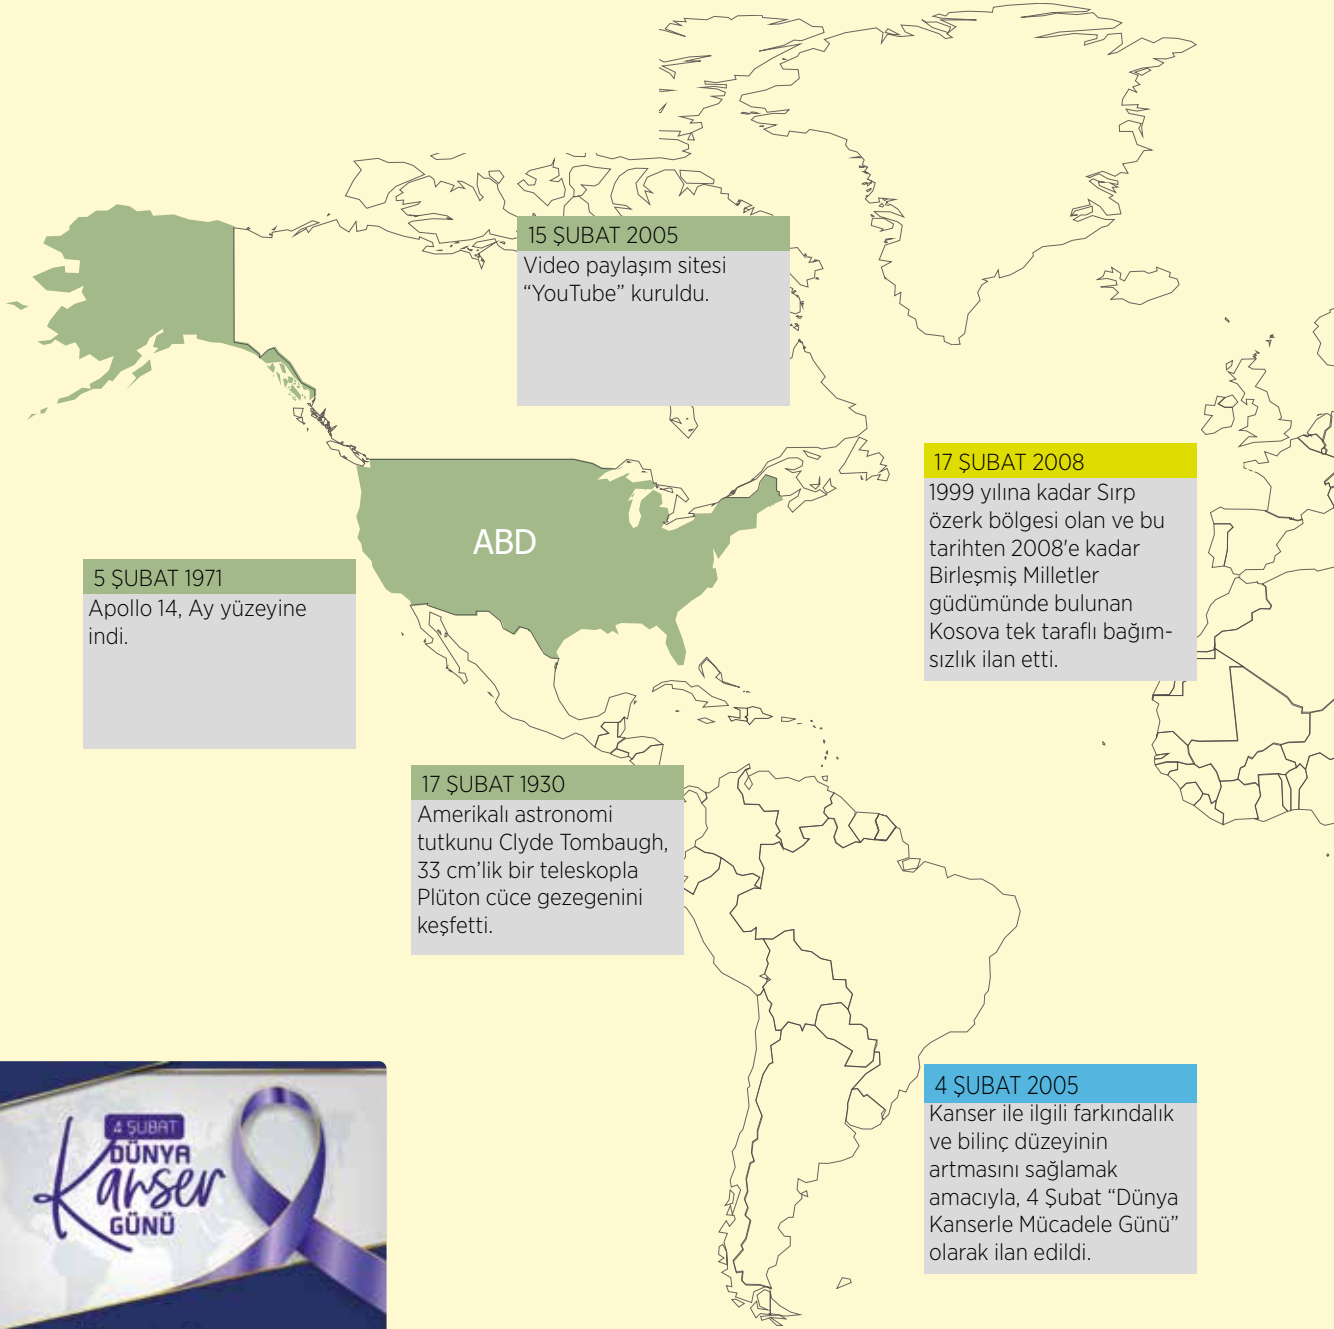 15 ŞUBAT 2005
Video paylaşım sitesi
“YouTube” kuruldu.
17 ŞUBAT 2008
1999 yılına kadar Sırp
özerk bölgesi olan ve bu
tarihten 2008'e kadar
Birleşmiş Milletler
güdümünde bulunan
Kosova tek taraflı bağım-
sızlık ilan etti.
ABD
5 ŞUBAT 1971
Apollo 14, Ay yüzeyine
indi.
17 ŞUBAT 1930
Amerikalı astronomi
tutkunu Clyde Tombaugh,
33 cm’lik bir teleskopla
Plüton cüce gezegenini
keşfetti.
4 ŞUBAT 2005
Kanser ile ilgili farkındalık
ve bilinç düzeyinin
artmasını sağlamak
amacıyla, 4 Şubat “Dünya
Kanserle Mücadele Günü”
olarak ilan edildi.
4 ŞUBAT
DÜNYA
Kanser
GÜNÜ